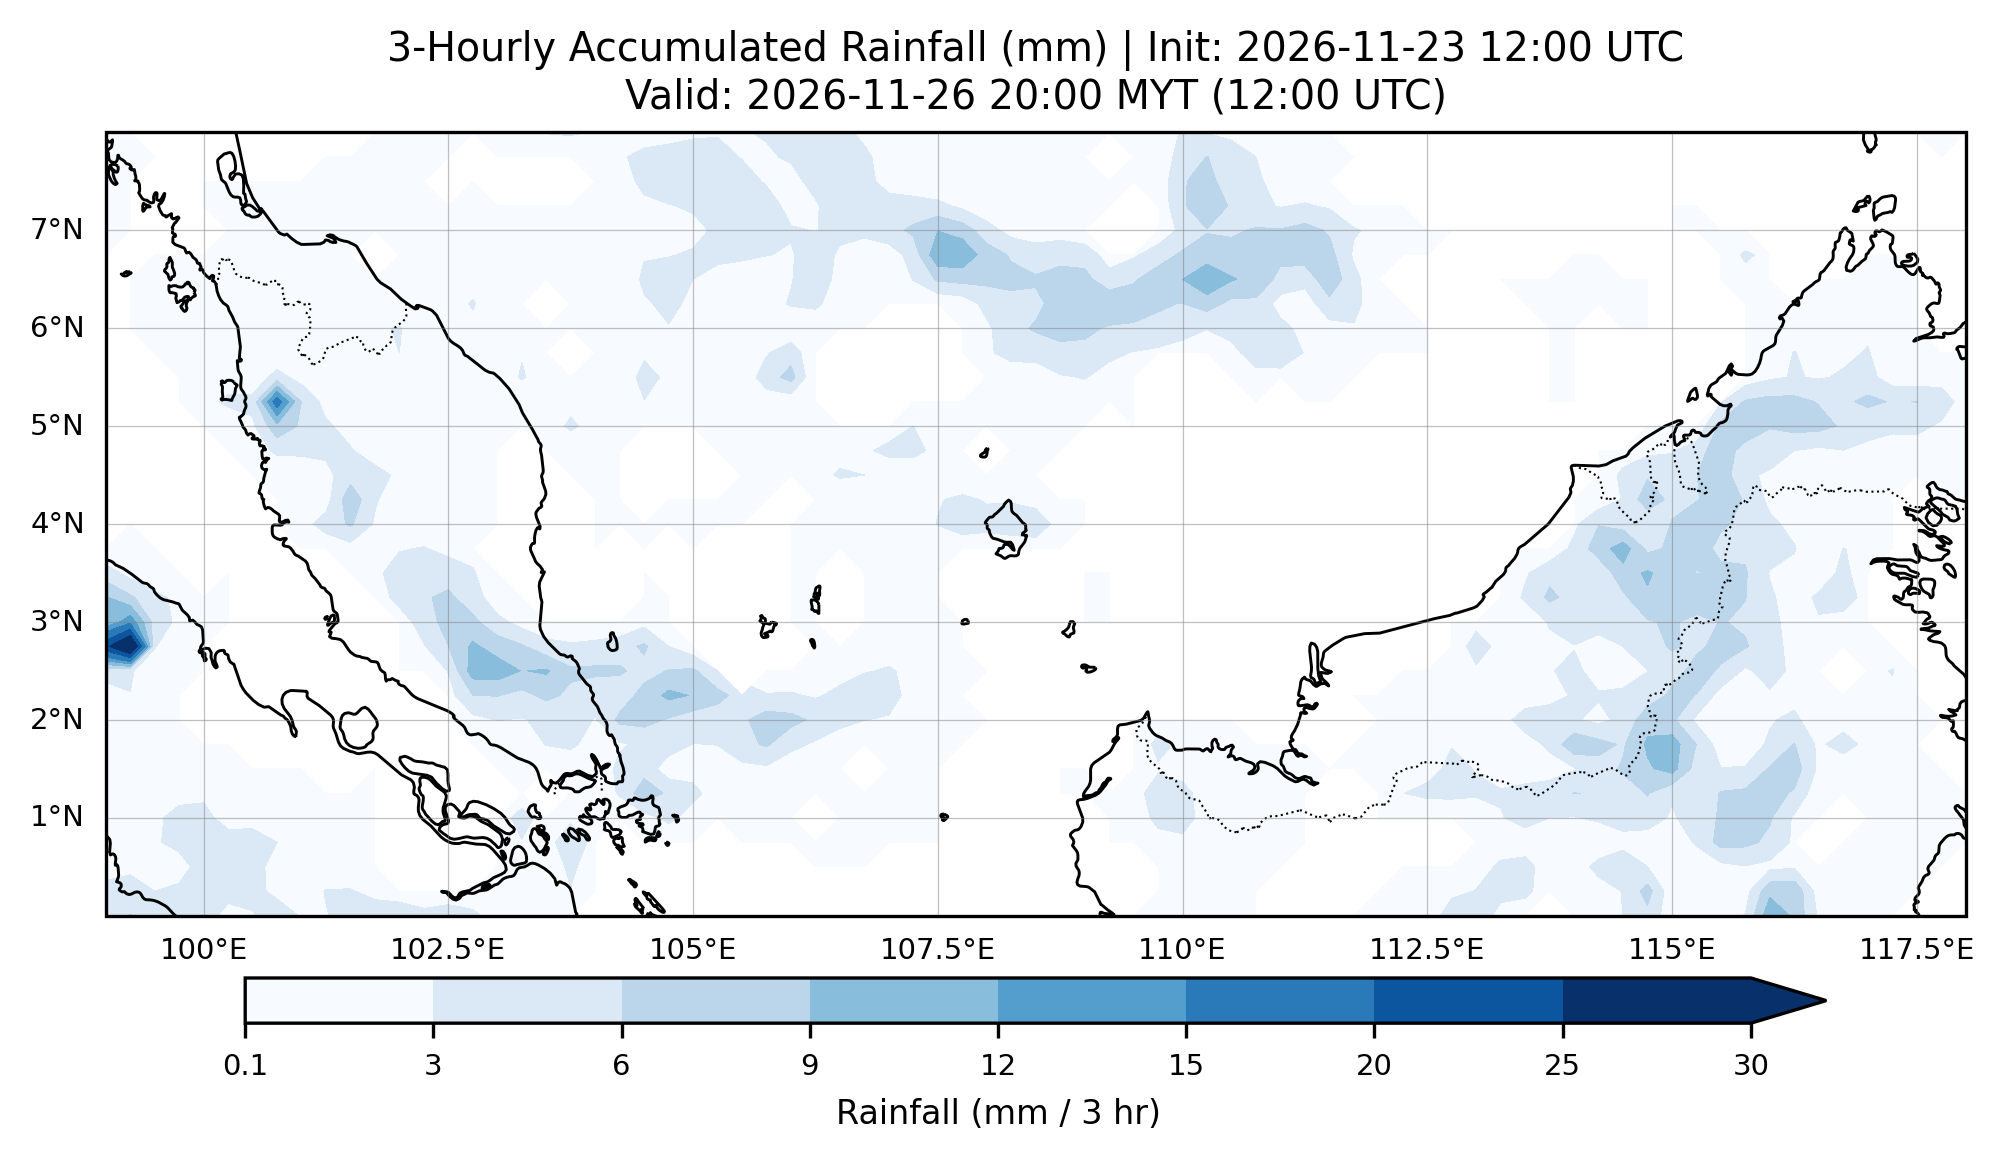 3-Hourly Accumulated Rainfall (mm) | Init: 2026-11-23 12:00 UTC
Valid: 2026-11-26 20:00 MYT (12:00 UTC)
7°N
6°N
5°N
4°N
3°N
2°N
1°N
100°E 102.5°E 105°E 107.5°E 110°E 112.5°E 115°E 117.5°E
0.1 3 6 9 12 15 20 25 30
Rainfall (mm / 3 hr)